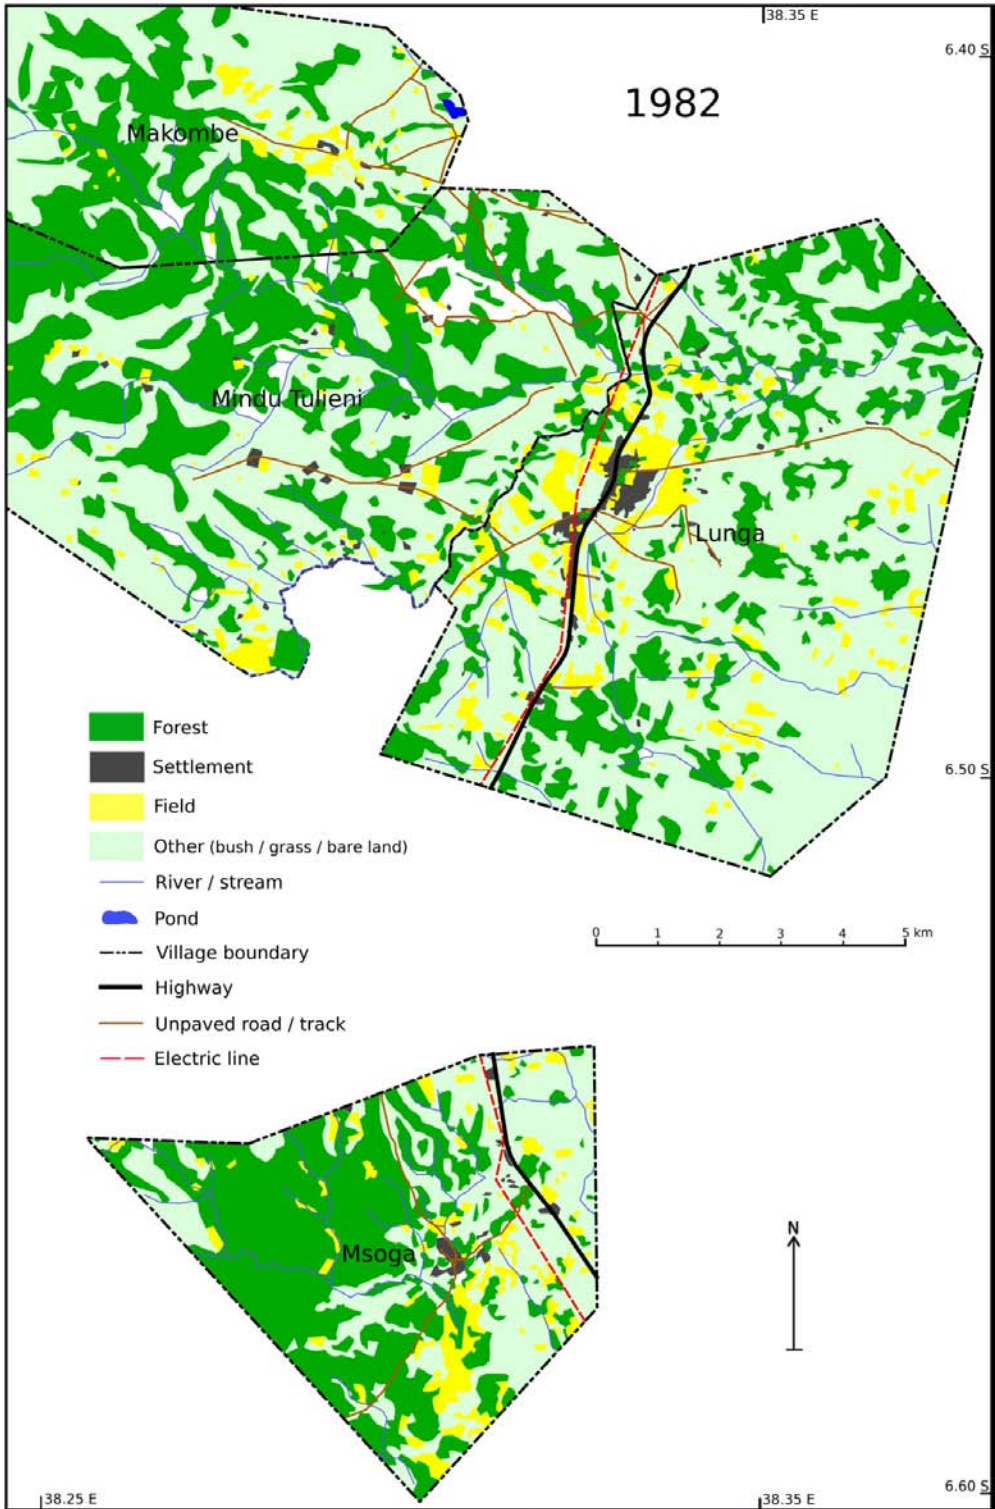 38.35 E
6.40 S
1982
Makombe
Mindu Tulieni
Lunga
Forest
Settlement
Field
Other (bush / grass / bare land)
River / stream
Pond
Village boundary
Highway
Unpaved road / track
Electric line
6.50 S
0 1 2 3 4 5 km
Msoga
N
6.60 S
38.25 E
38.35 E